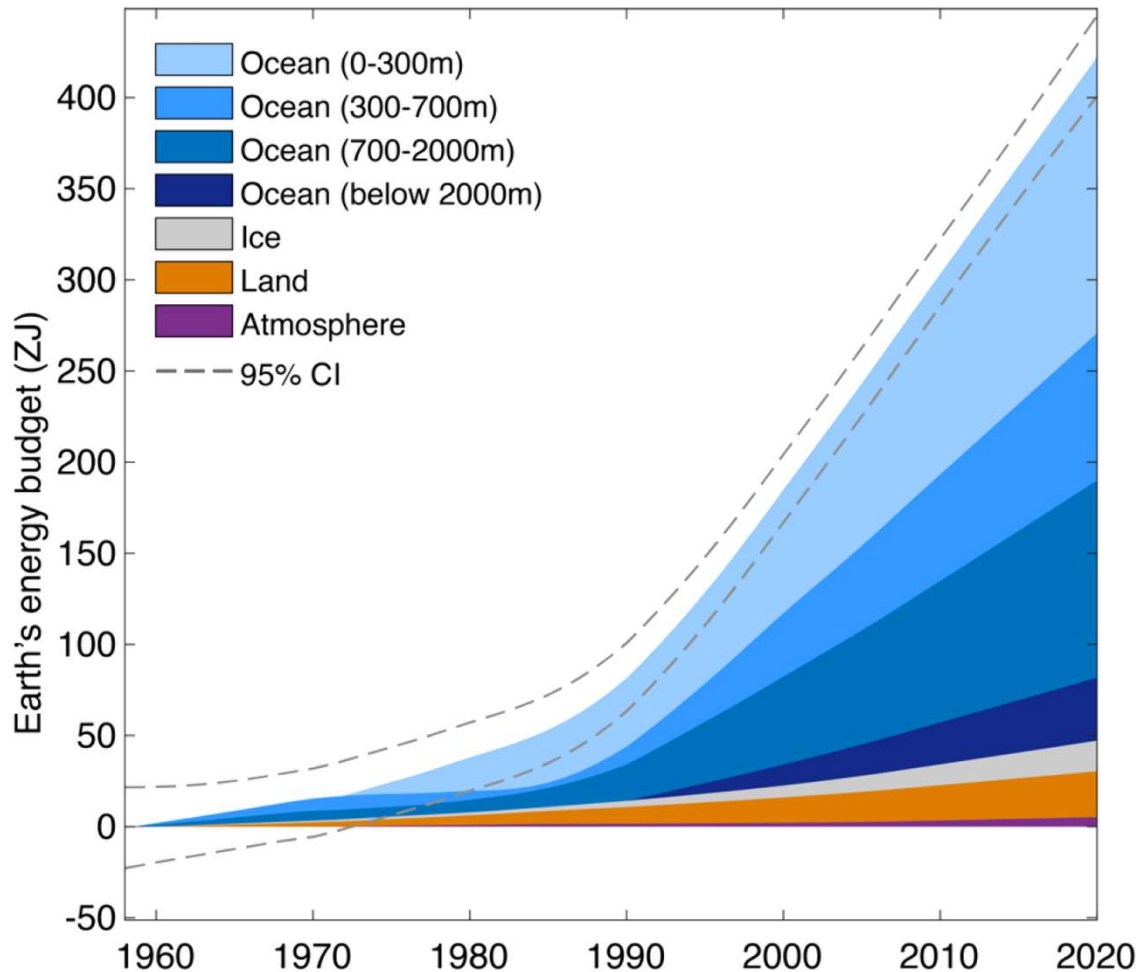 Ocean (0-300m)
Ocean (300-700m)
Ocean (700-2000m)
Ocean (below 2000m)
Ice
Land
Atmosphere
95% CI
Earth's energy budget (ZJ)
400
350
300
250
200
150
100
50
0
-50
1960 1970 1980 1990 2000 2010 2020